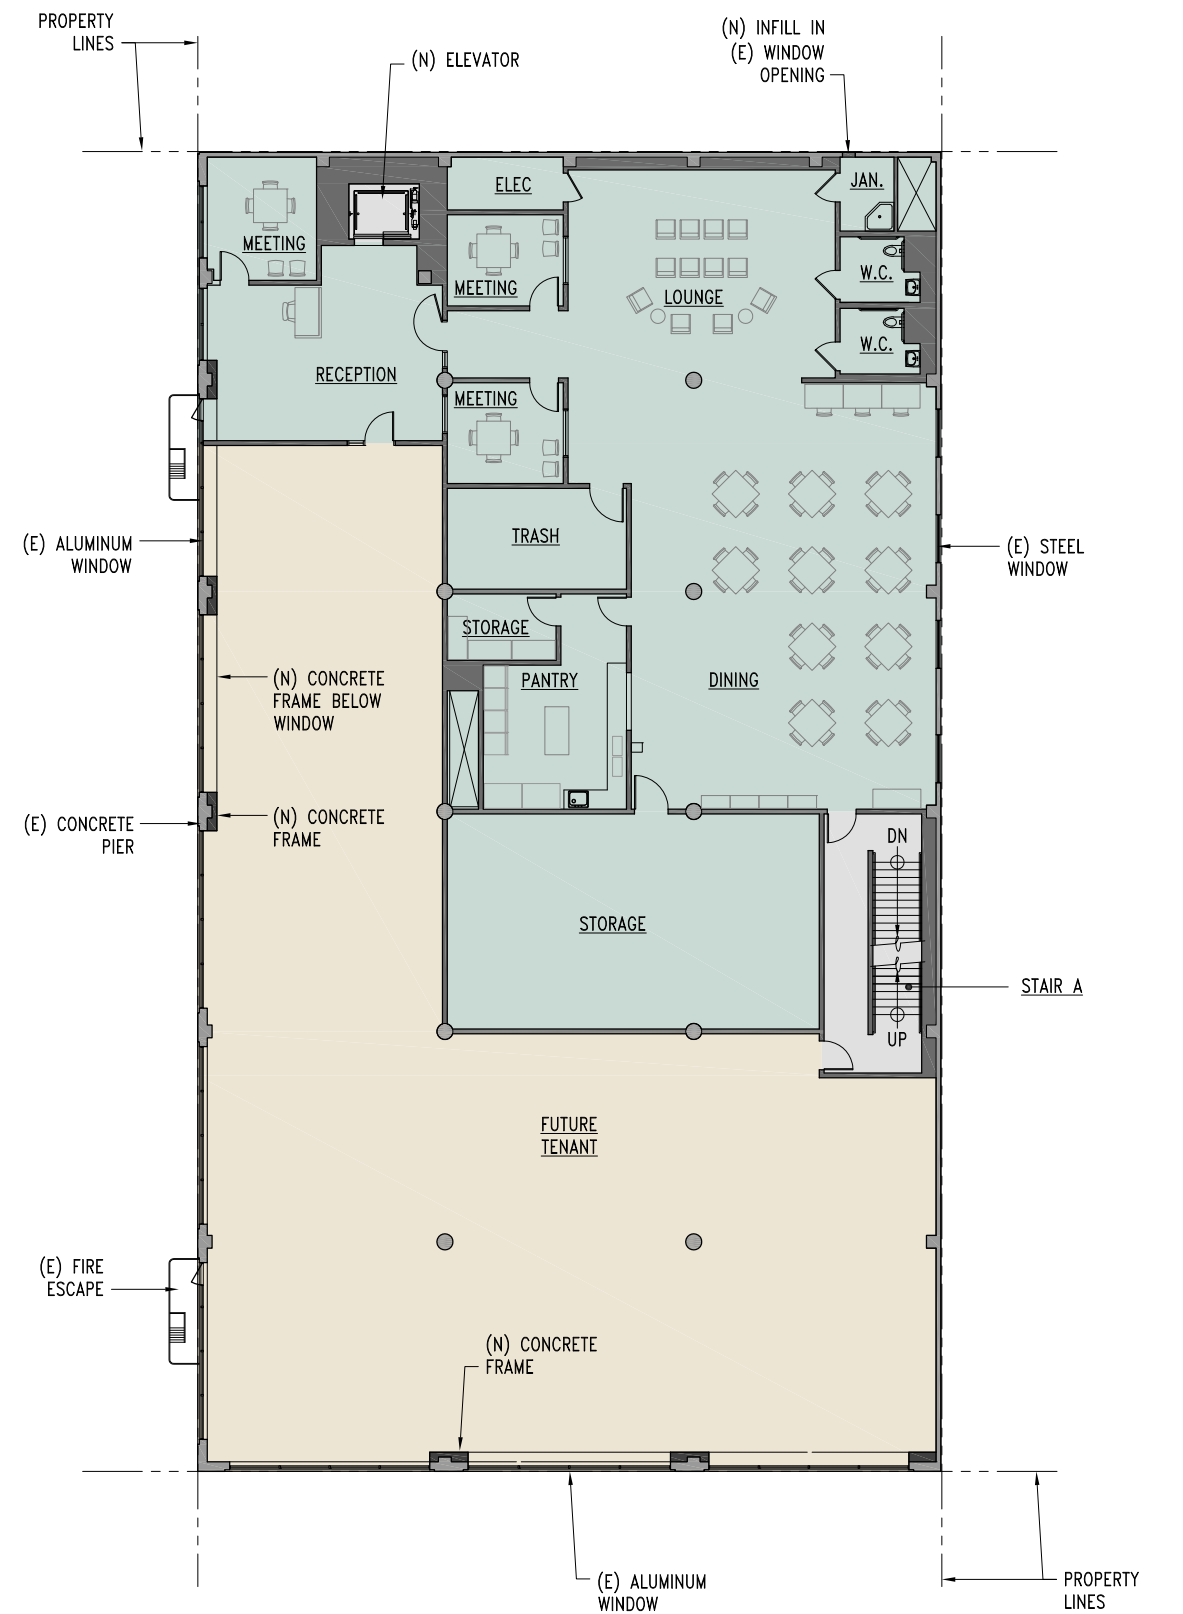 PROPERTY
LINES
(N) ELEVATOR
(N) INFILL IN
(E) WINDOW
OPENING
ELEC
JAN.
MEETING
W.C.
MEETING
LOUNGE
W.C.
RECEPTION
MEETING
TRASH
(E) ALUMINUM
WINDOW
(E) STEEL
WINDOW
STORAGE
(N) CONCRETE
FRAME BELOW
WINDOW
PANTRY
DINING
(E) CONCRETE
PIER
(N) CONCRETE
FRAME
DN
STORAGE
STAIR A
UP
FUTURE
TENANT
(E) FIRE
ESCAPE
(N) CONCRETE
FRAME
(E) ALUMINUM
WINDOW
PROPERTY
LINES